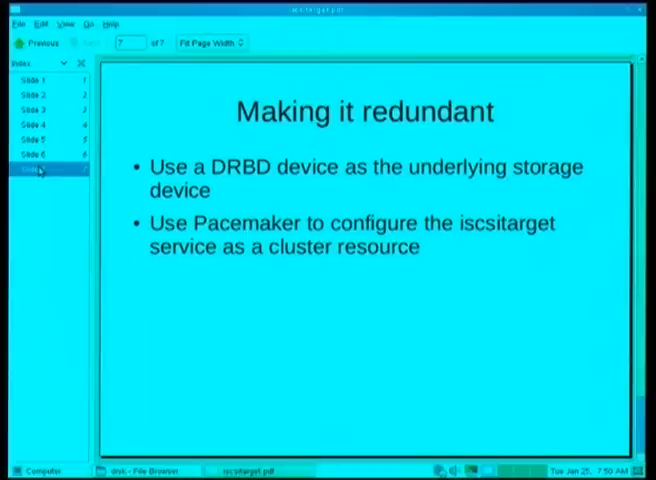 iscsitarget.pdf
File Edit View Go Help
Previous Next 7 of 7 Fit Page Width
Index
Slide 1 1
Slide 2 2
Slide 3 3
Slide 4 4
Slide 5 5
Slide 6 6
Slide 7
Making it redundant
• Use a DRBD device as the underlying storage
device
• Use Pacemaker to configure the iscsitarget
service as a cluster resource
Computer
- File Browser
iscsitarget.pdf
Tue Jan 25, 7:50 AM